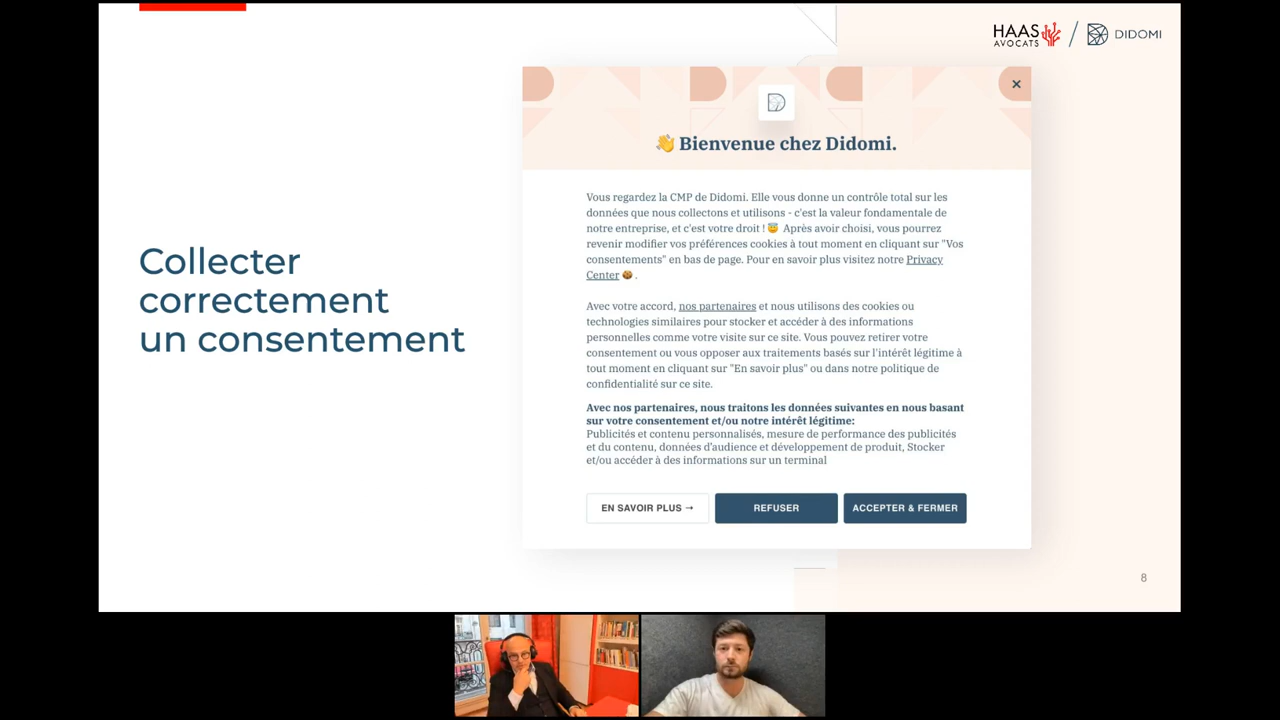 HAAS
AVOCATS
DIDOMI
Collecter
correctement
un consentement
👋 Bienvenue chez Didomi.
Vous regardez la CMP de Didomi. Elle vous donne un contrôle total sur les
données que nous collectons et utilisons - c'est la valeur fondamentale de
notre entreprise, et c'est votre droit ! 😇 Après avoir choisi, vous pourrez
revenir modifier vos préférences cookies à tout moment en cliquant sur "Vos
consentements" en bas de page. Pour en savoir plus visitez notre Privacy
Center 🍪 .
Avec votre accord, nos partenaires et nous utilisons des cookies ou
technologies similaires pour stocker et accéder à des informations
personnelles comme votre visite sur ce site. Vous pouvez retirer votre
consentement ou vous opposer aux traitements basés sur l'intérêt légitime à
tout moment en cliquant sur "En savoir plus" ou dans notre politique de
confidentialité sur ce site.
Avec nos partenaires, nous traitons les données suivantes en nous basant
sur votre consentement et/ou notre intérêt légitime:
Publicités et contenu personnalisés, mesure de performance des publicités
et du contenu, données d'audience et développement de produit, Stocker
et/ou accéder à des informations sur un terminal
EN SAVOIR PLUS →
REFUSER
ACCEPTER & FERMER
8